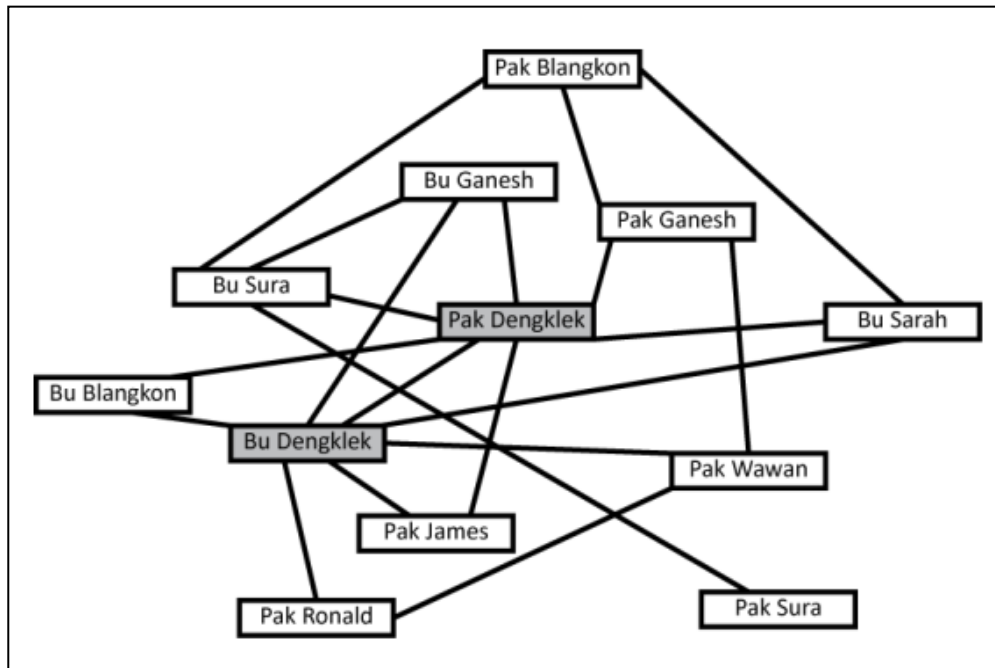 Pak Blangkon
Bu Ganesh
Pak Ganesh
Bu Sura
Pak Dengklek
Bu Sarah
Bu Blangkon
Bu Dengklek
Pak Wawan
Pak James
Pak Ronald
Pak Sura